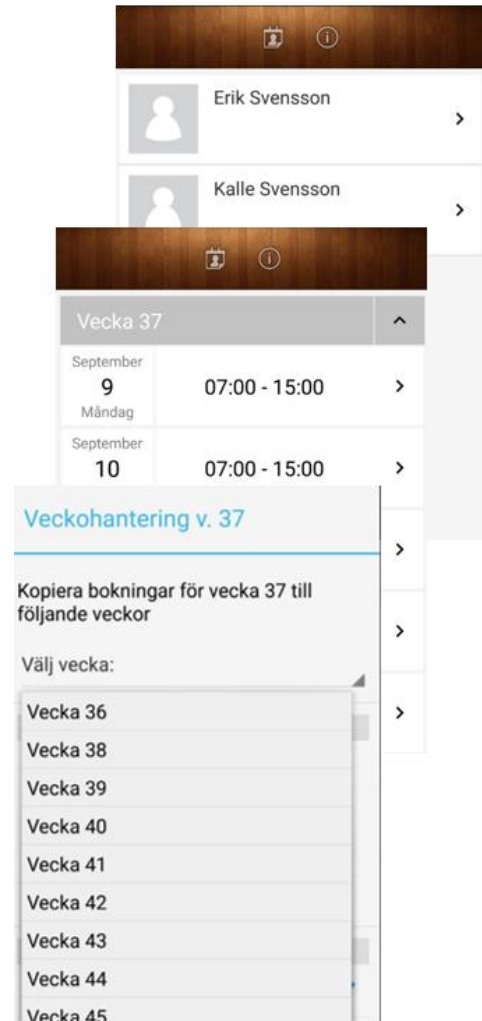 Erik Svensson
Kalle Svensson
Vecka 37
September
9
Måndag
07:00 - 15:00
September
10
07:00 - 15:00
Veckohantering v. 37
Kopiera bokningar för vecka 37 till
följande veckor
Välj vecka:
Vecka 36
Vecka 38
Vecka 39
Vecka 40
Vecka 41
Vecka 42
Vecka 43
Vecka 44
Vecka 45